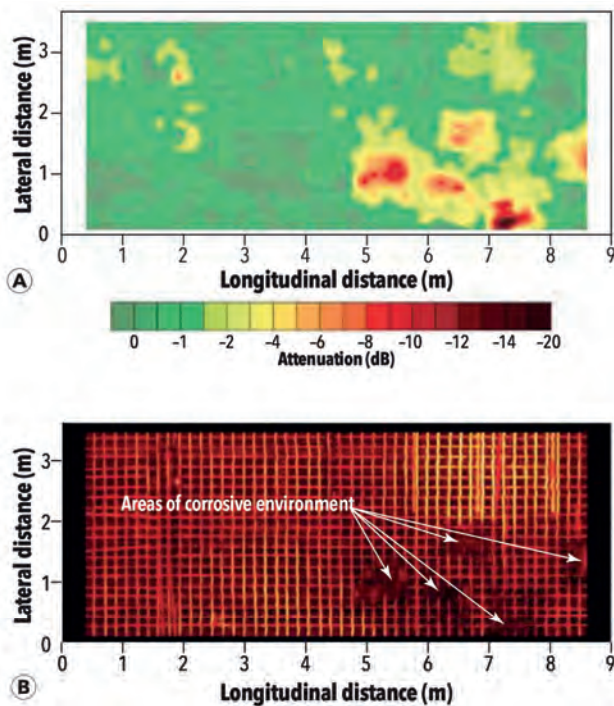 3
2
1
0
Lateral distance (m)
0 1 2 3 4 5 6 7 8 9
Longitudinal distance (m)
A
0 –1 –2 –4 –6 –8 –10 –12 –14 –20
Attenuation (dB)
3
2
1
0
Lateral distance (m)
Areas of corrosive environment
0 1 2 3 4 5 6 7 8 9
Longitudinal distance (m)
B